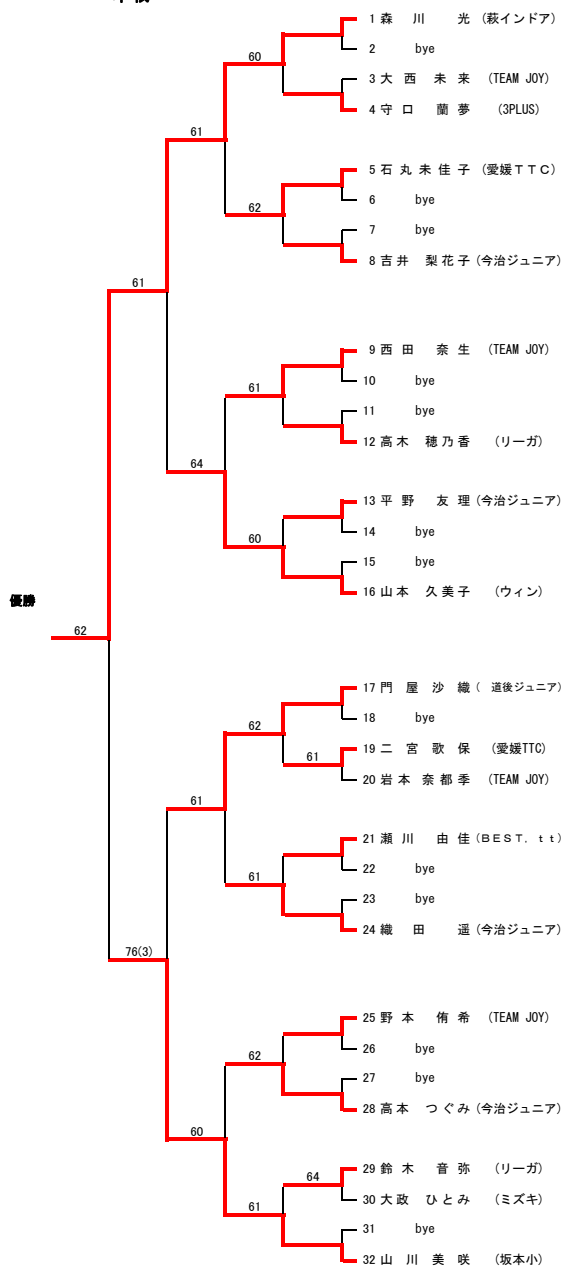 1 森 川 光 (萩インドア)
2 bye
60
3 大 西 未 来 (TEAM JOY)
4 守 口 蘭 夢 (3PLUS)
61
5 石 丸 未 佳 子 (愛媛ＴＴＣ)
6 bye
62
7 bye
8 吉 井 梨 花 子 (今治ジュニア)
61
9 西 田 奈 生 (TEAM JOY)
10 bye
61
11 bye
12 高 木 穂 乃 香 (リーガ)
64
13 平 野 友 理 (今治ジュニア)
14 bye
60
15 bye
16 山 本 久 美 子 (ウィン)
優勝
62
17 門 屋 沙 織 ( 道後ジュニア)
18 bye
62
19 二 宮 歌 保 (愛媛TTC)
61
20 岩 本 奈 都 季 (TEAM JOY)
61
21 瀬 川 由 佳 (ＢＥＳＴ．ｔｔ)
22 bye
61
23 bye
24 織 田 遥 (今治ジュニア)
76(3)
25 野 本 侑 希 (TEAM JOY)
26 bye
62
27 bye
28 高 本 つ ぐ み (今治ジュニア)
60
29 鈴 木 音 弥 (リーガ)
64
30 大 政 ひ と み (ミズキ)
61
31 bye
32 山 川 美 咲 (坂本小)